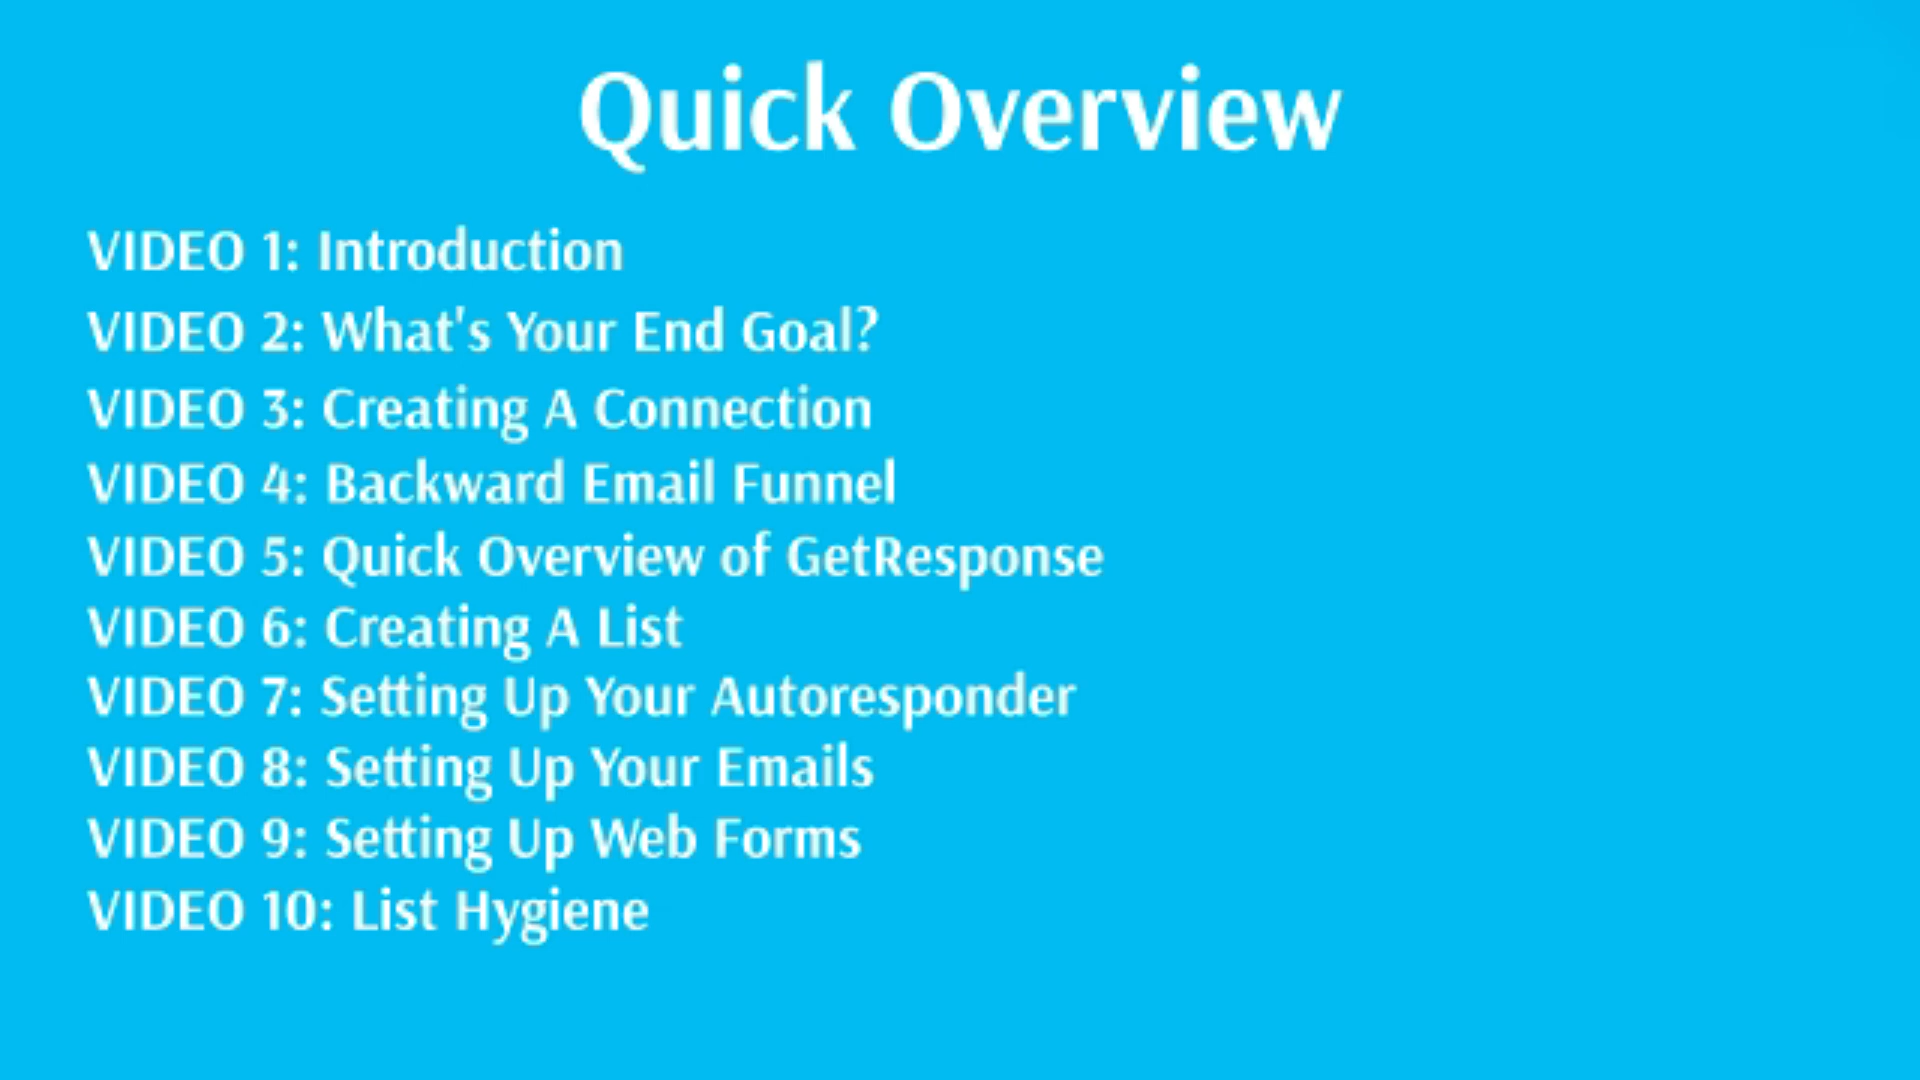 Quick Overview
VIDEO 1: Introduction
VIDEO 2: What's Your End Goal?
VIDEO 3: Creating A Connection
VIDEO 4: Backward Email Funnel
VIDEO 5: Quick Overview of GetResponse
VIDEO 6: Creating A List
VIDEO 7: Setting Up Your Autoresponder
VIDEO 8: Setting Up Your Emails
VIDEO 9: Setting Up Web Forms
VIDEO 10: List Hygiene